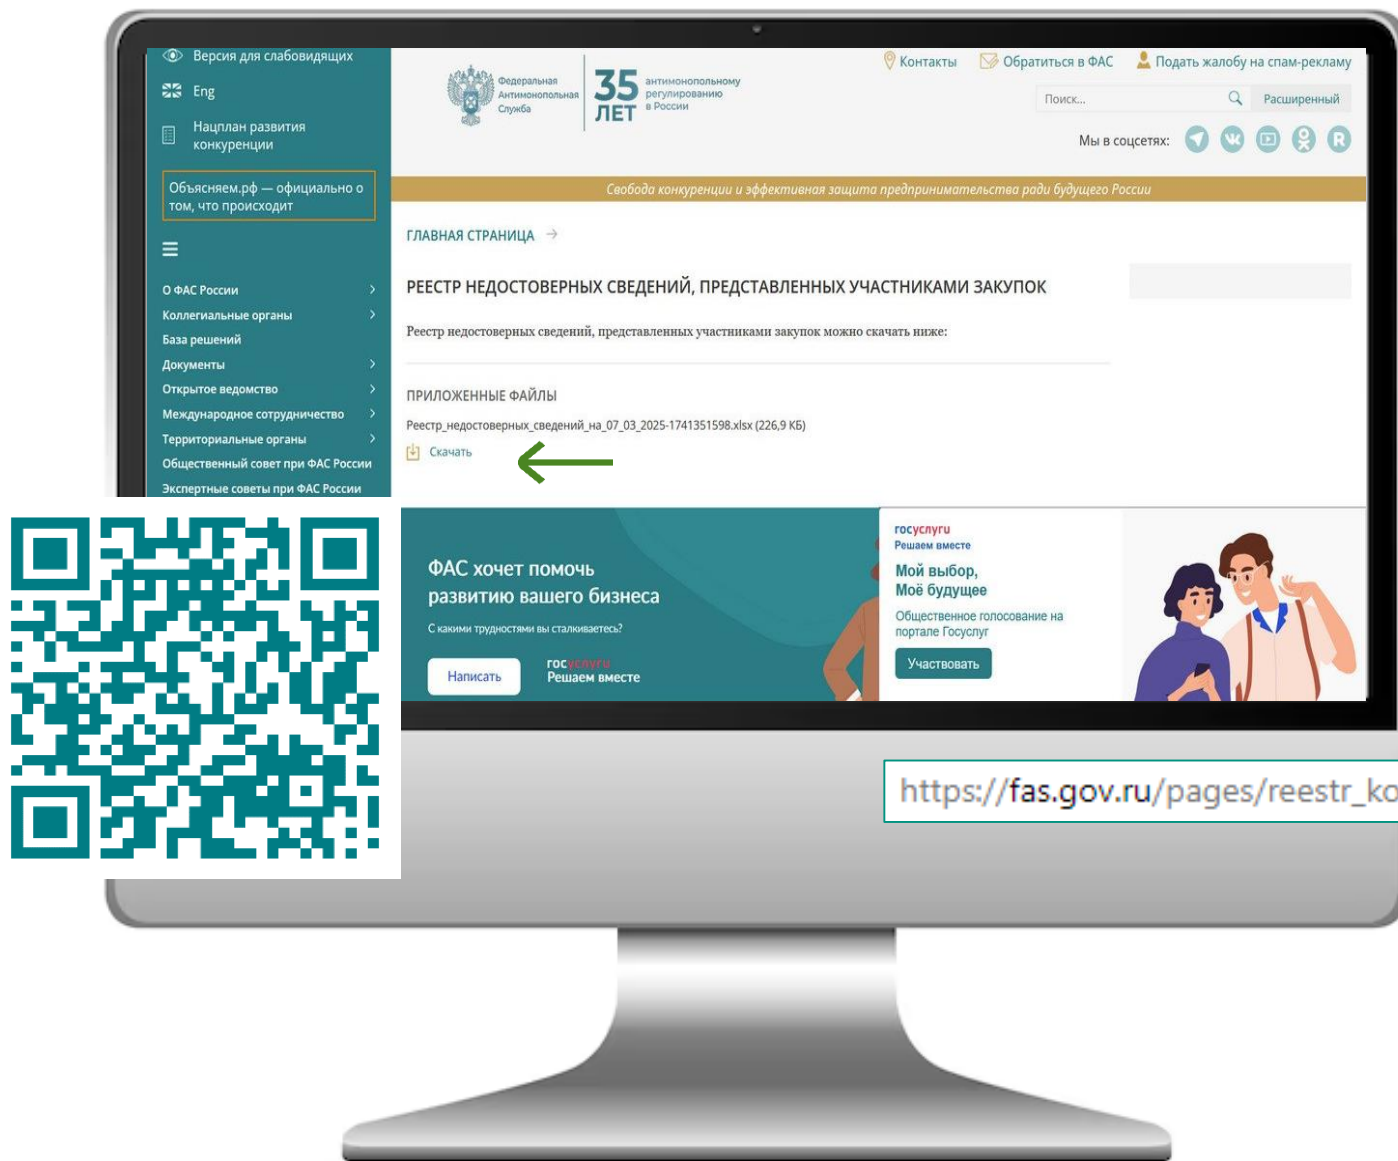 Версия для слабовидящих
Eng
Нацплан развития
конкуренции
Объясняем.рф — официально о
том, что происходит
О ФАС России
Коллегиальные органы
База решений
Документы
Открытое ведомство
Международное сотрудничество
Территориальные органы
Общественный совет при ФАС России
Экспертные советы при ФАС России
Федеральная
Антимонопольная
Служба
35
ЛЕТ
антимонопольному
регулированию
в России
Контакты
Обратиться в ФАС
Подать жалобу на спам-рекламу
Поиск...
Расширенный
Мы в соцсетях:
Свобода конкуренции и эффективная защита предпринимательства ради будущего России
ГЛАВНАЯ СТРАНИЦА →
РЕЕСТР НЕДОСТОВЕРНЫХ СВЕДЕНИЙ, ПРЕДСТАВЛЕННЫХ УЧАСТНИКАМИ ЗАКУПОК
Реестр недостоверных сведений, представленных участниками закупок можно скачать ниже:
ПРИЛОЖЕННЫЕ ФАЙЛЫ
Реестр_недостоверных_сведений_на_07_03_2025-1741351598.xlsx (226,9 КБ)
Скачать
ФАС хочет помочь
развитию вашего бизнеса
С какими трудностями вы сталкиваетесь?
Написать
госуслуги
Решаем вместе
госуслуги
Решаем вместе
Мой выбор,
Моё будущее
Общественное голосование на
портале Госуслуг
Участвовать
https://fas.gov.ru/pages/reestr_ko